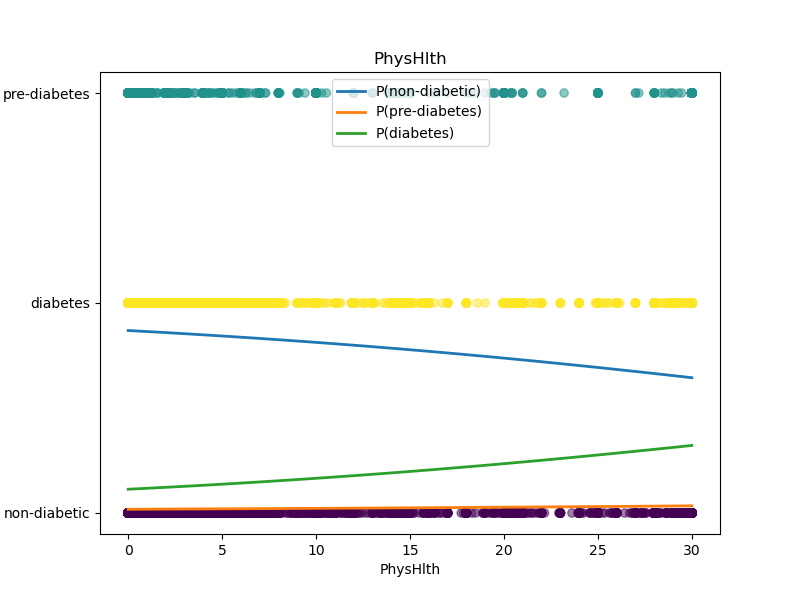 PhysHlth
pre-diabetes
diabetes
non-diabetic
P(non-diabetic)
P(pre-diabetes)
P(diabetes)
0 5 10 15 20 25 30
PhysHlth